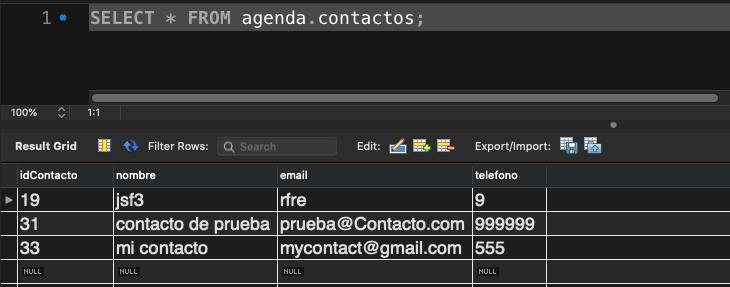 1 SELECT * FROM agenda.contactos;
100% 1:1
Result Grid Filter Rows: Search Edit: Export/Import:
idContacto nombre email telefono
19 jsf3 rfre 9
31 contacto de prueba prueba@Contacto.com 999999
33 mi contacto mycontact@gmail.com 555
NULL NULL NULL NULL